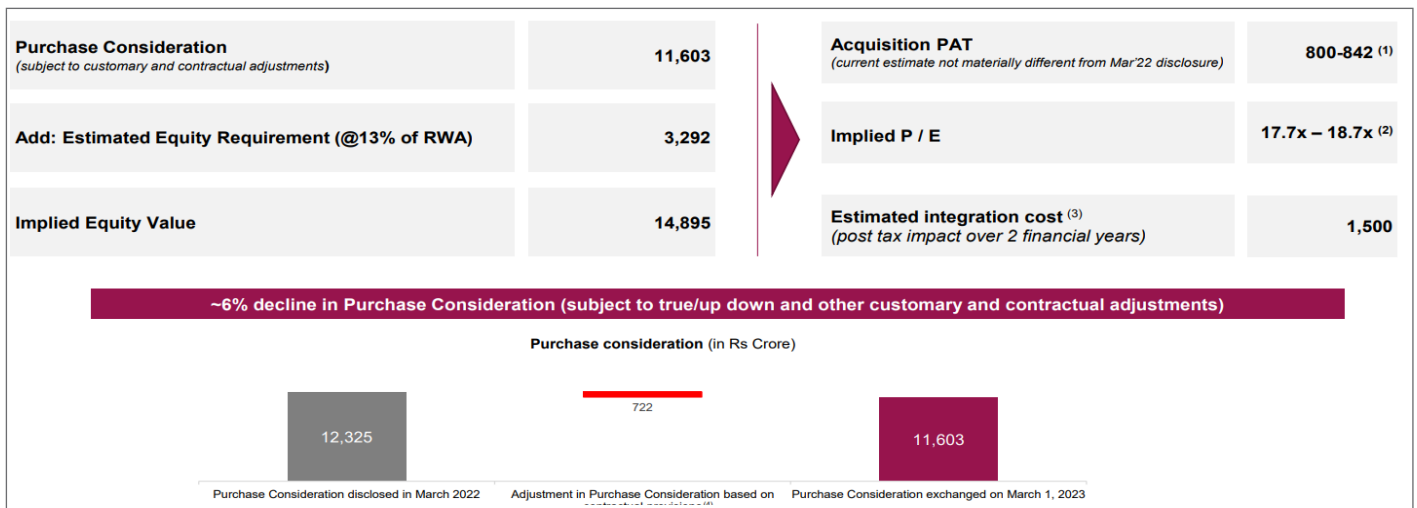 Purchase Consideration
(subject to customary and contractual adjustments)
11,603
Add: Estimated Equity Requirement (@13% of RWA)
3,292
Implied Equity Value
14,895
Acquisition PAT
(current estimate not materially different from Mar'22 disclosure)
800-842 (1)
Implied P / E
17.7x – 18.7x (2)
Estimated integration cost (3)
(post tax impact over 2 financial years)
1,500
~6% decline in Purchase Consideration (subject to true/up down and other customary and contractual adjustments)
Purchase consideration (in Rs Crore)
12,325
722
11,603
Purchase Consideration disclosed in March 2022
Adjustment in Purchase Consideration based on
Purchase Consideration exchanged on March 1, 2023